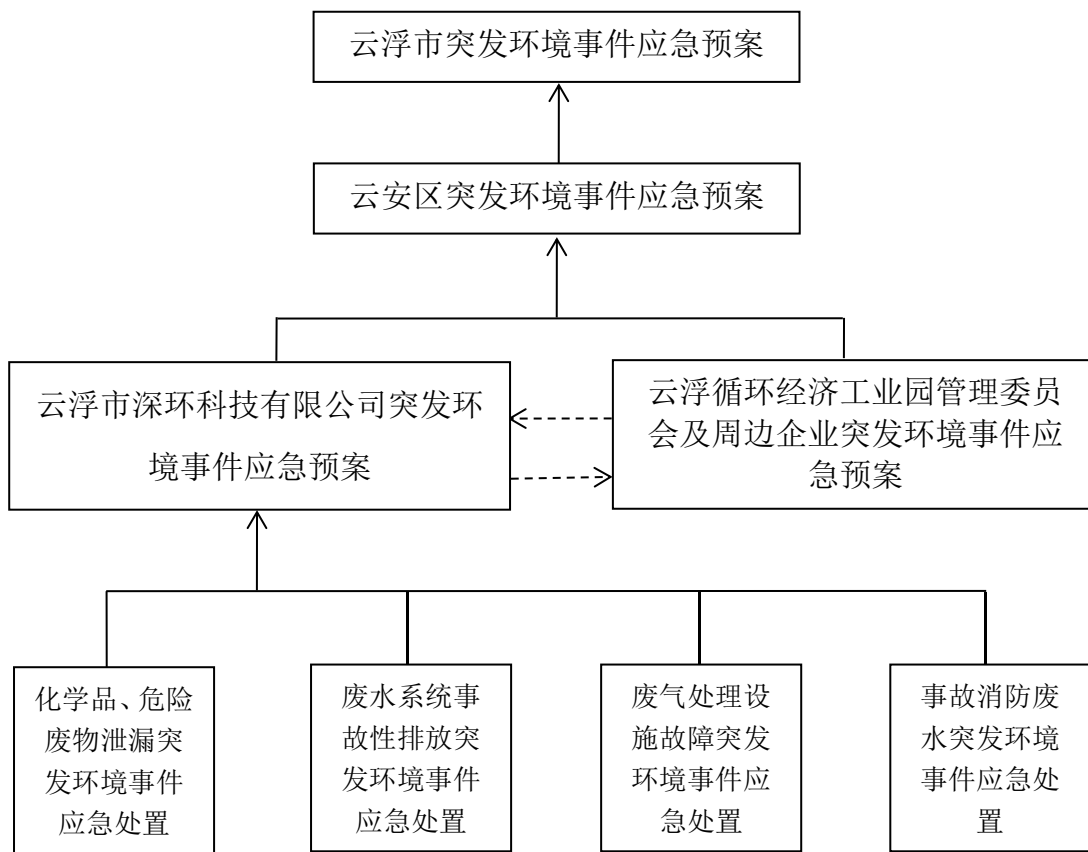 云浮市突发环境事件应急预案
云安区突发环境事件应急预案
云浮市深环科技有限公司突发环
境事件应急预案
云浮循环经济工业园管理委员
会及周边企业突发环境事件应
急预案
化学品、危险
废物泄漏突
发环境事件
应急处置
废水系统事
故性排放突
发环境事件
应急处置
废气处理设
施故障突发
环境事件应
急处置
事故消防废
水突发环境
事件应急处
置